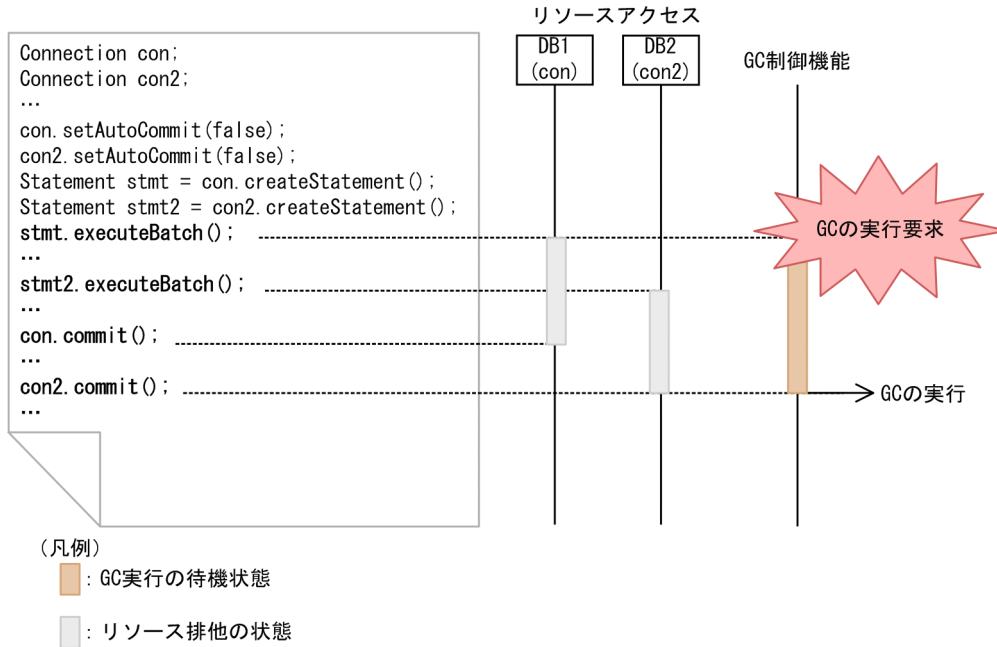 リソースアクセス
DB1
(con)
DB2
(con2)
GC制御機能
Connection con;
Connection con2;
…
con.setAutoCommit(false);
con2.setAutoCommit(false);
Statement stmt = con.createStatement();
Statement stmt2 = con2.createStatement();
stmt.executeBatch();
GCの実行要求
…
stmt2.executeBatch();
…
con.commit();
…
con2.commit();
GCの実行
…
(凡例)
: GC実行の待機状態
: リソース排他の状態